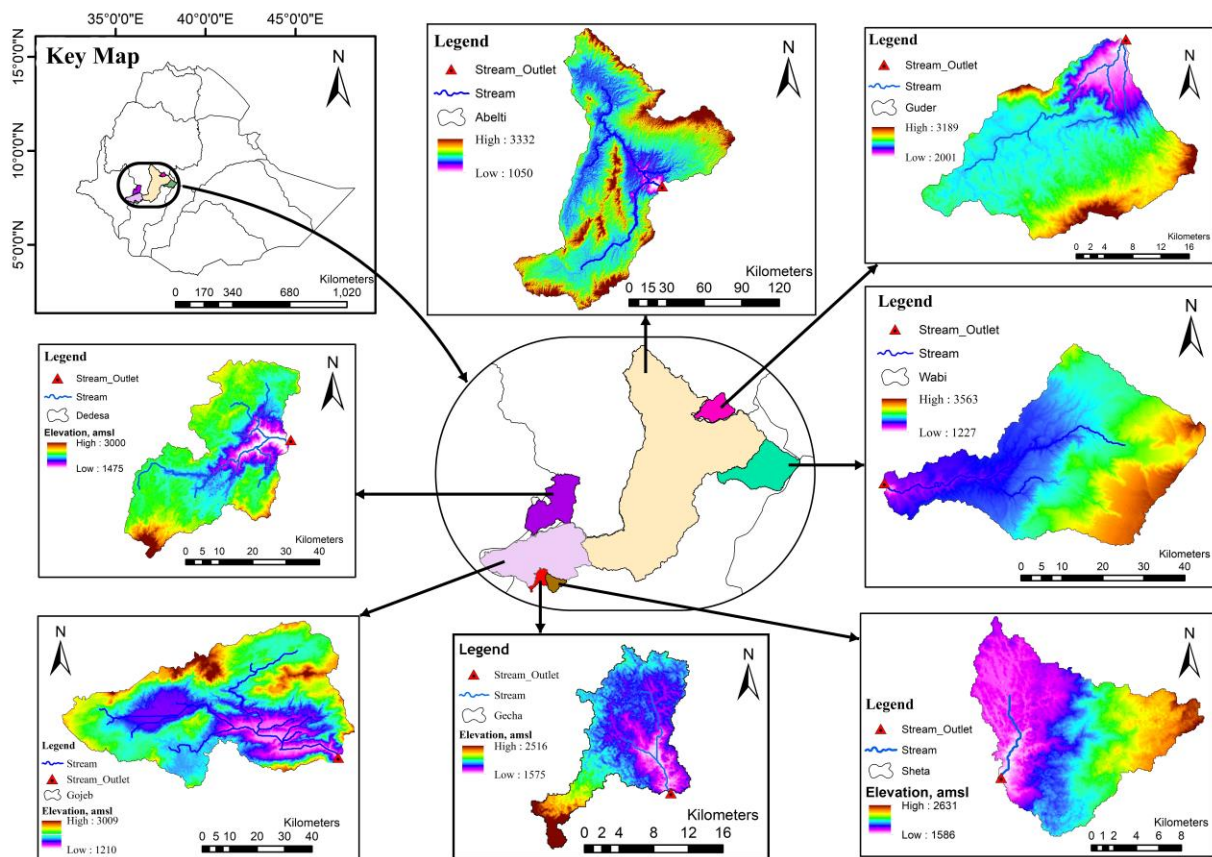 35°0'0"E 40°0'0"E 45°0'0"E
15°0'0"N
10°0'0"N
5°0'0"N
Key Map
N
Kilometers
0 170 340 680 1,020
Legend
Stream_Outlet
Stream
Abelti
High : 3332
Low : 1050
N
Kilometers
0 15 30 60 90 120
Legend
Stream_Outlet
Stream
Guder
High : 3189
Low : 2001
N
Kilometers
0 2 4 8 12 16
Legend
Stream_Outlet
Stream
Dedesa
Elevation, amsl
High : 3000
Low : 1475
N
Kilometers
0 5 10 20 30 40
Legend
Stream_Outlet
Stream
Wabi
High : 3563
Low : 1227
N
Kilometers
0 5 10 20 30 40
N
Legend
Stream
Stream_Outlet
Gojeb
Elevation, amsl
High : 3009
Low : 1210
Kilometers
0 5 10 20 30 40
Legend
Stream_Outlet
Stream
Gecha
Elevation, amsl
High : 2516
Low : 1575
N
Kilometers
0 2 4 8 12 16
N
Legend
Stream_Outlet
Stream
Sheta
Elevation, amsl
High : 2631
Low : 1586
Kilometers
0 1 2 4 6 8